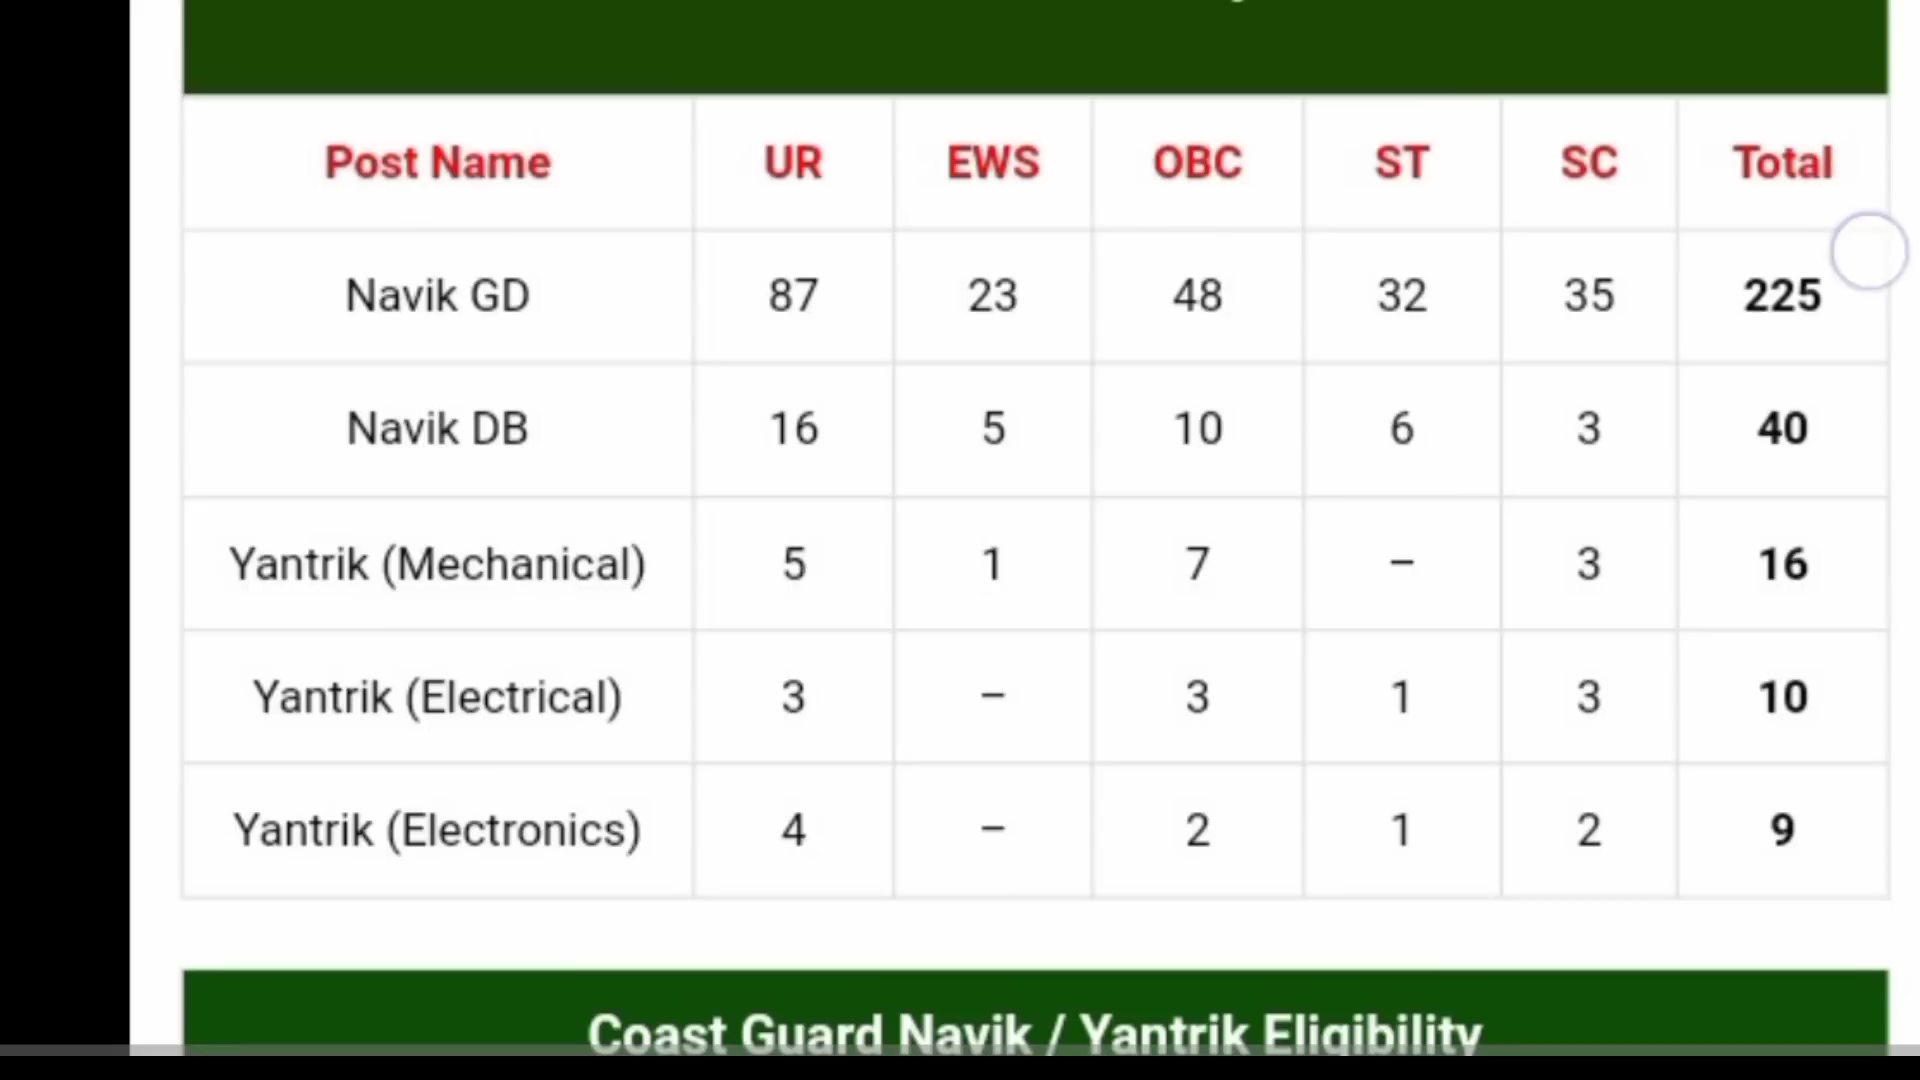 Post Name UR EWS OBC ST SC Total
Navik GD 87 23 48 32 35 225
Navik DB 16 5 10 6 3 40
Yantrik (Mechanical) 5 1 7 – 3 16
Yantrik (Electrical) 3 – 3 1 3 10
Yantrik (Electronics) 4 – 2 1 2 9
Coast Guard Navik / Yantrik Eligibility